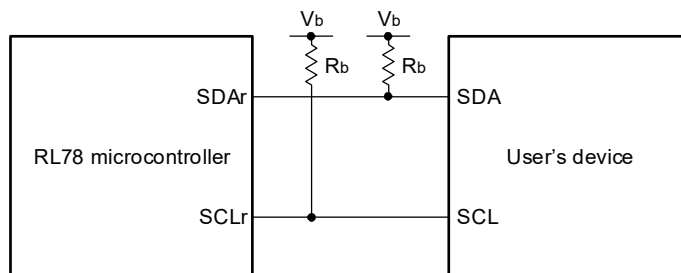 Vb Vb
Rb Rb
SDAr SDA
RL78 microcontroller User's device
SCLr SCL